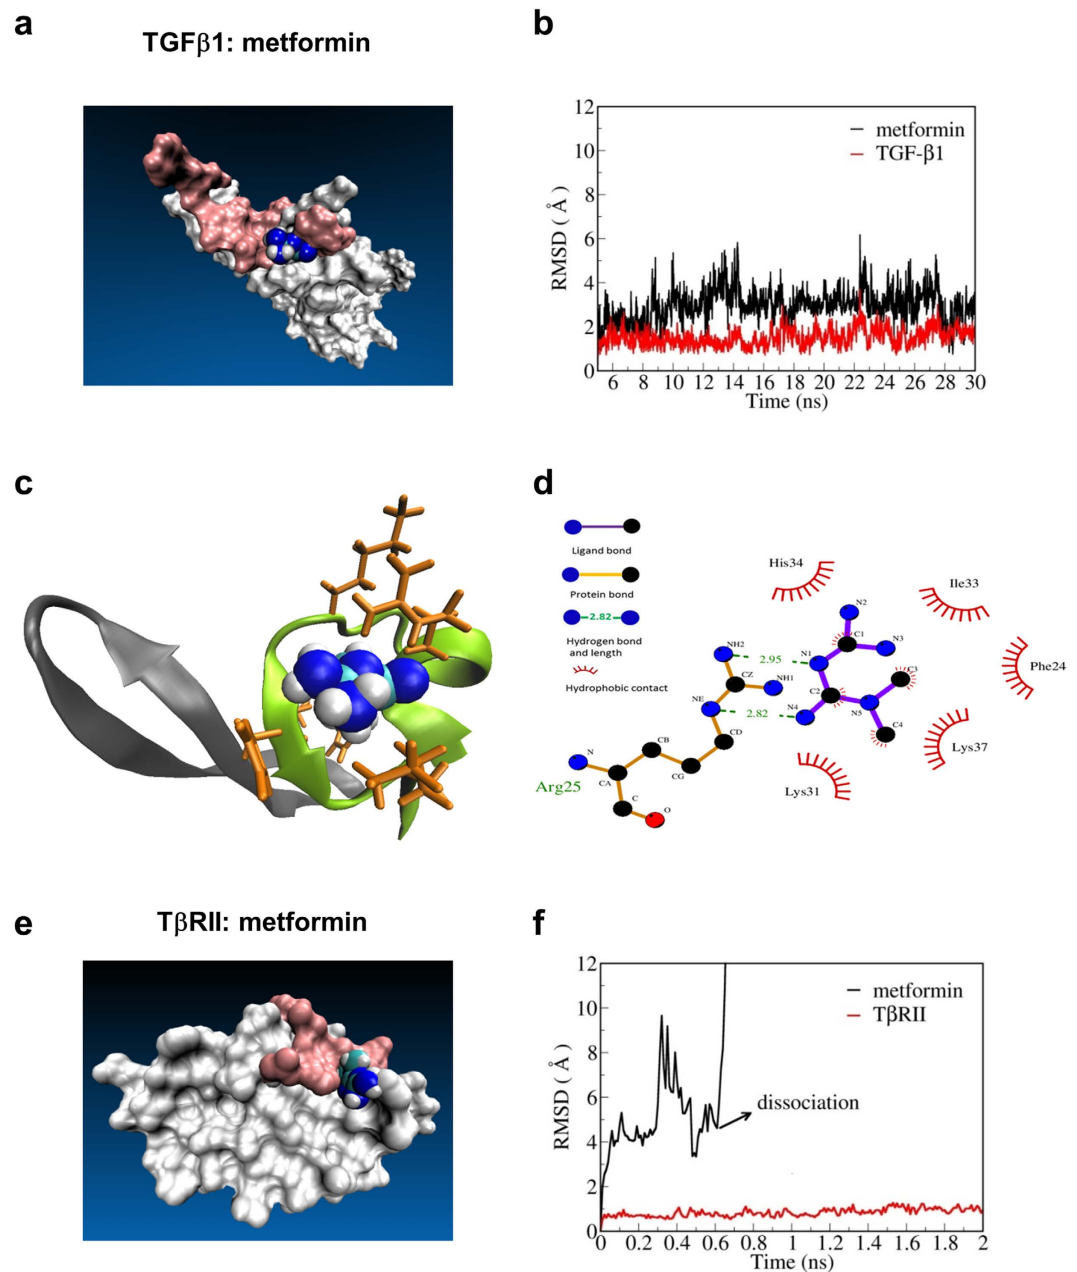 a
TGFβ1: metformin
b
12
10
8
6
4
2
0
RMSD ( Å )
metformin
TGF-β1
6 8 10 12 14 16 18 20 22 24 26 28 30
Time (ns)
c
d
Ligand bond
Protein bond
2.82
Hydrogen bond
and length
Hydrophobic contact
His34
Ile33
Phe24
Lys37
Lys31
Arg25
N2
C1
N3
N1
C3
C2
N4
N5
C4
2.95
2.82
NH2
CZ
NH1
NE
CD
CB
CG
N
CA
C
O
e
TβRII: metformin
f
12
10
8
6
4
2
0
RMSD ( Å )
metformin
TβRII
dissociation
0 0.2 0.4 0.6 0.8 1 1.2 1.4 1.6 1.8 2
Time (ns)